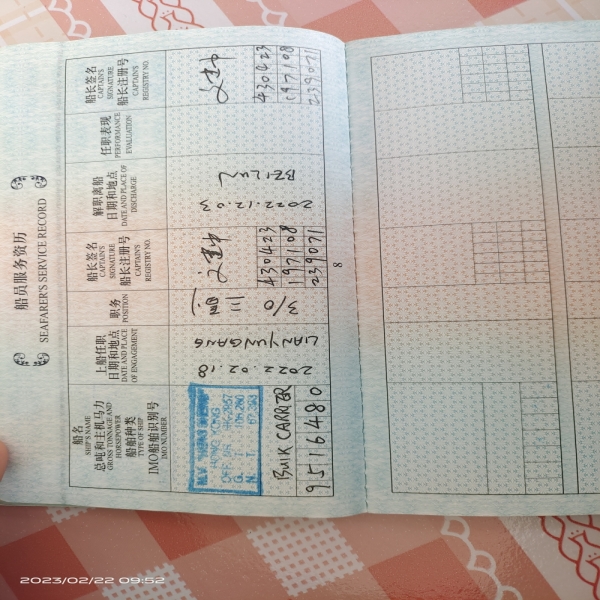 船员服务资历
SEAFARER'S SERVICE RECORD
船名
SHIP'S NAME
总吨和主机马力
GROSS TONNAGE AND
HORSEPOWER
船舶种类
TYPE OF SHIP
IMO船舶识别号
IMO NUMBER
上船任职
日期和地点
DATE AND PLACE
OF ENGAGEMENT
职务
POSITION
船长签名
CAPTAIN'S
SIGNATURE
船长注册号
CAPTAIN'S
REGISTRY NO.
解职离船
日期和地点
DATE AND PLACE OF
DISCHARGE
任职表现
PERFORMANCE
EVALUATION
船长签名
CAPTAIN'S
SIGNATURE
船长注册号
CAPTAIN'S
REGISTRY NO.
HONG KONG
BULK CARRIER
9516480
LIANYUNGANG
三副
3/O
430423
197108
239071
2022.12.03
BEILUN
430423
197108
239071
8
2023/02/22 09:52